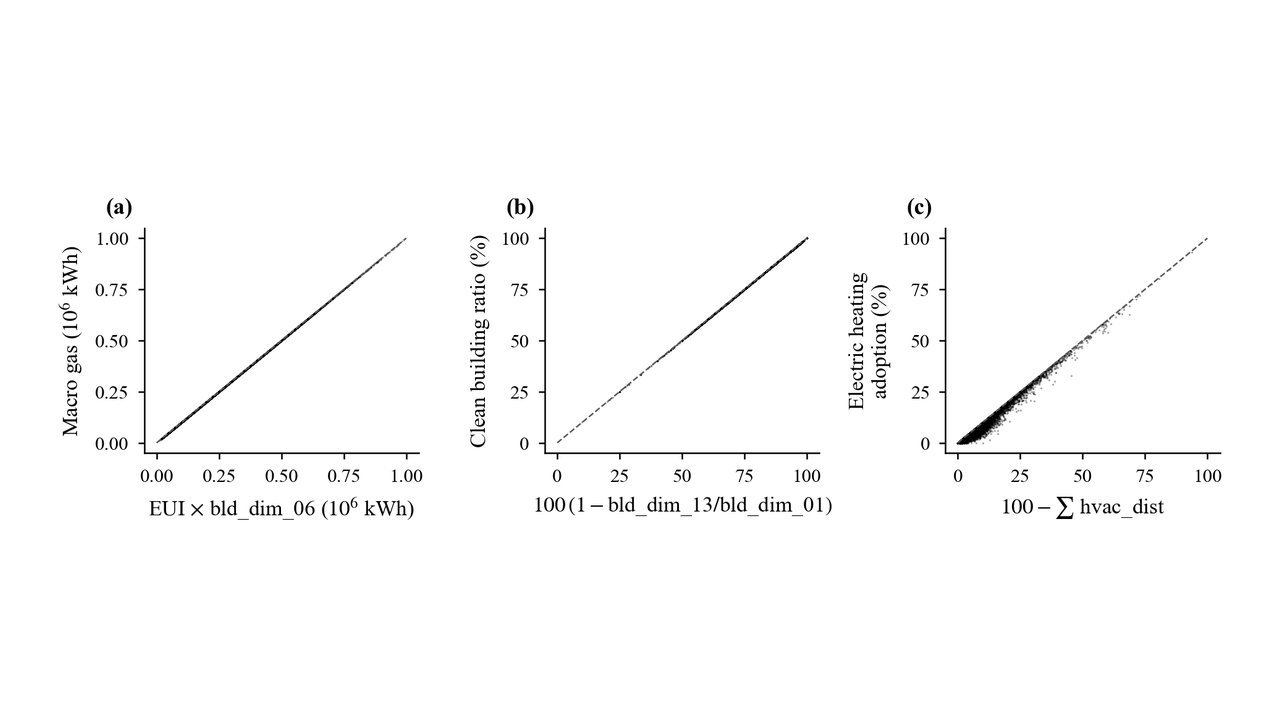 (a)
1.00
0.75
0.50
0.25
0.00
Macro gas (10⁶ kWh)
0.00 0.25 0.50 0.75 1.00
EUI × bld_dim_06 (10⁶ kWh)
(b)
100
75
50
25
0
Clean building ratio (%)
0 25 50 75 100
100 (1 − bld_dim_13/bld_dim_01)
(c)
100
75
50
25
0
Electric heating
adoption (%)
0 25 50 75 100
100 − ∑ hvac_dist